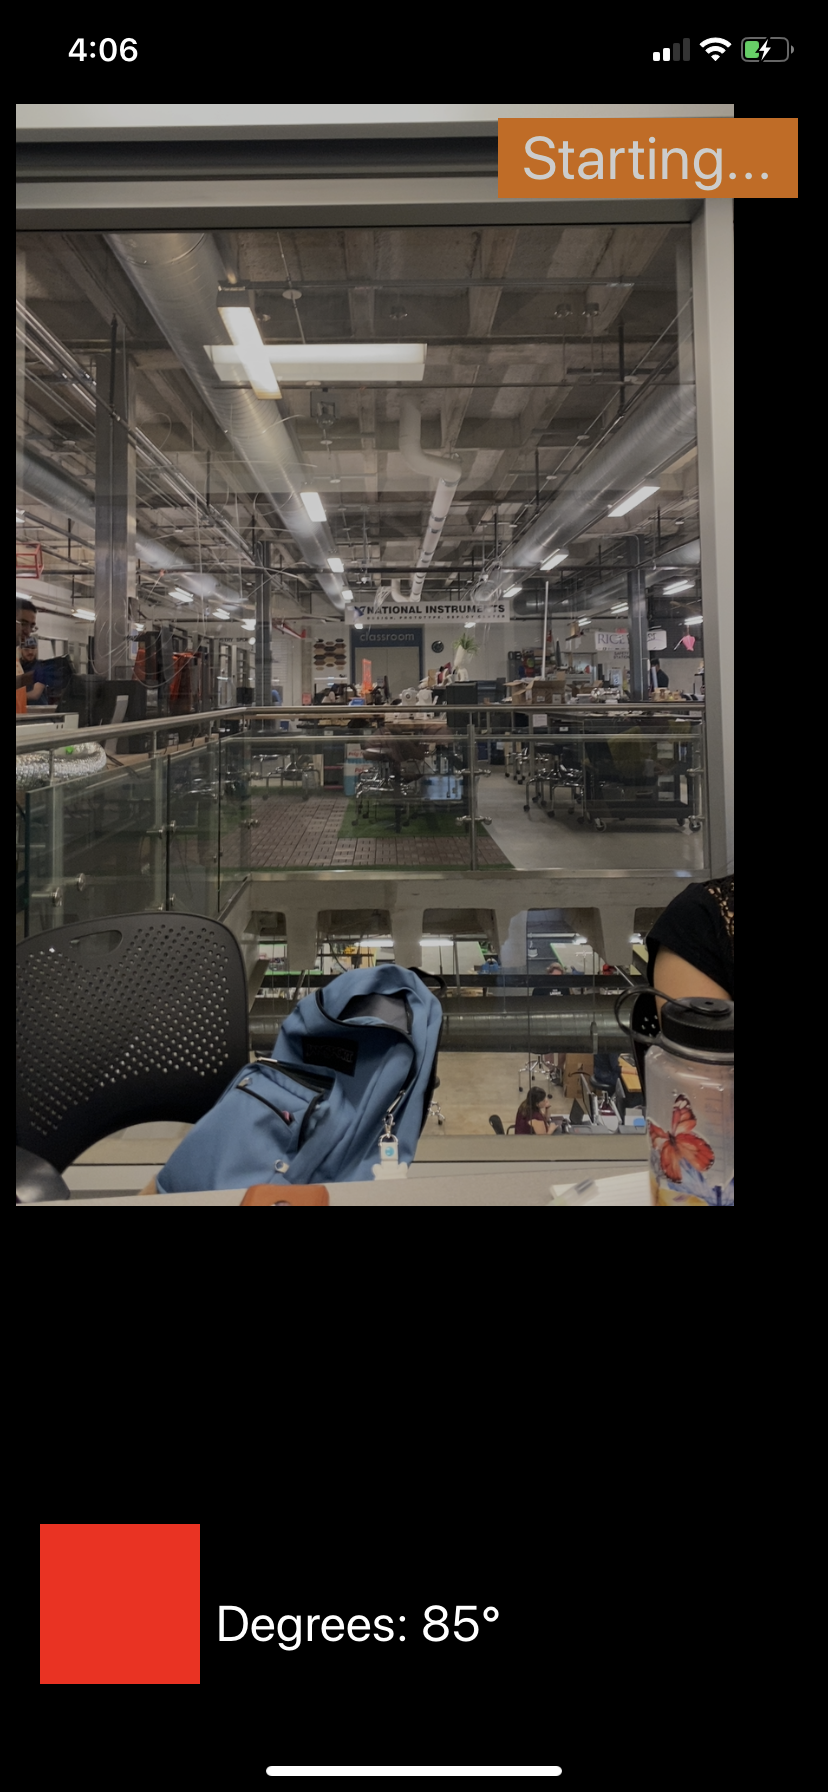 4:06
Starting...
NATIONAL INSTRUMENTS
classroom
Degrees: 85°